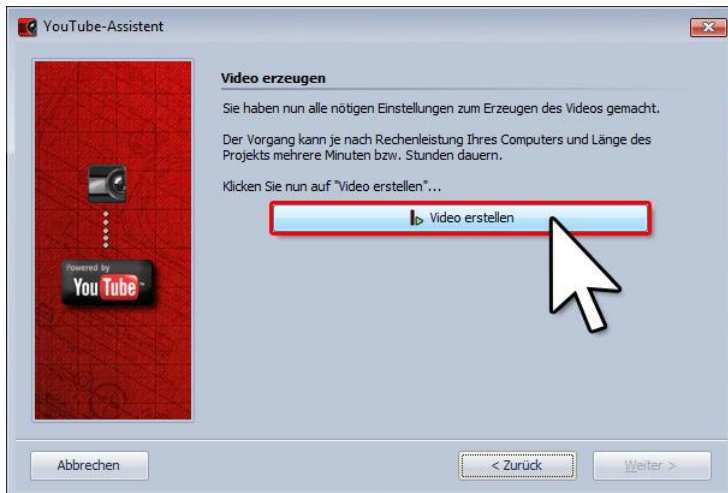 YouTube-Assistent
Video erzeugen
Sie haben nun alle nötigen Einstellungen zum Erzeugen des Videos gemacht.
Der Vorgang kann je nach Rechenleistung Ihres Computers und Länge des
Projekts mehrere Minuten bzw. Stunden dauern.
Klicken Sie nun auf "Video erstellen"...
Video erstellen
Powered by
YouTube
Abbrechen
< Zurück
Weiter >